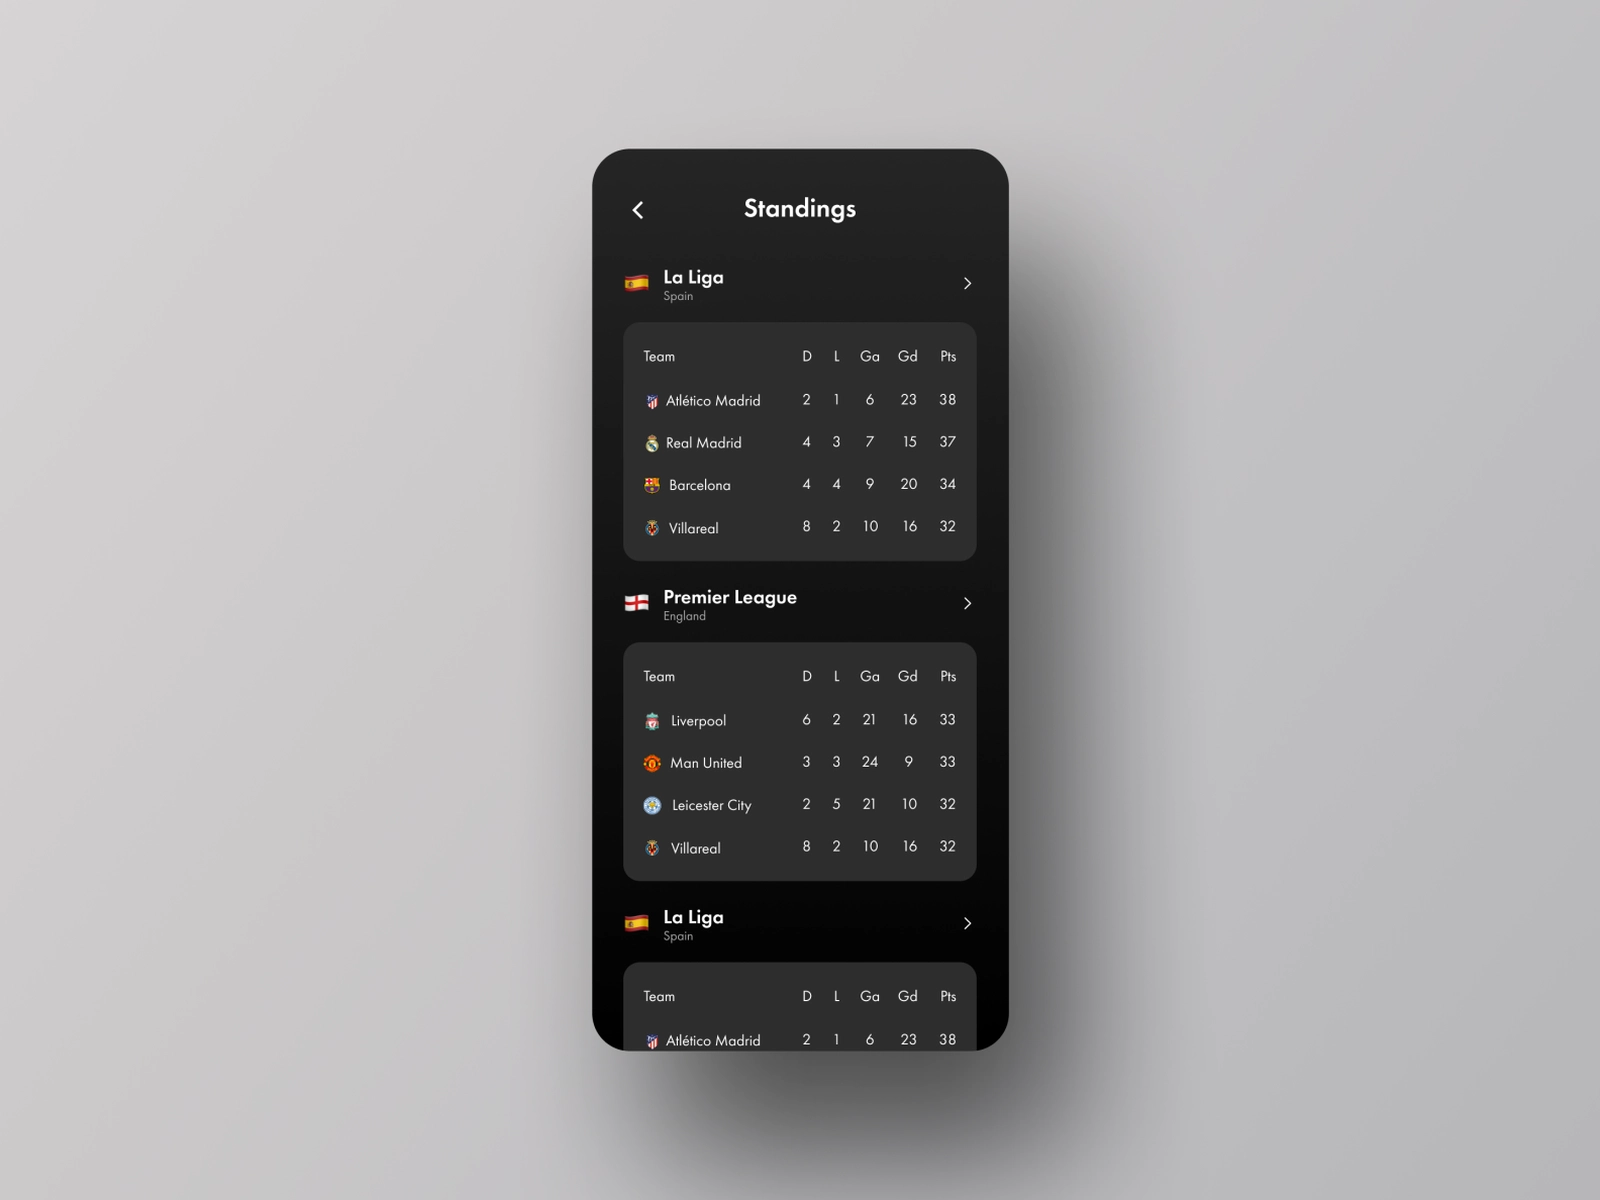 Standings
La Liga
Spain
Team D L Ga Gd Pts
Atlético Madrid 2 1 6 23 38
Real Madrid 4 3 7 15 37
Barcelona 4 4 9 20 34
Villareal 8 2 10 16 32
Premier League
England
Team D L Ga Gd Pts
Liverpool 6 2 21 16 33
Man United 3 3 24 9 33
Leicester City 2 5 21 10 32
Villareal 8 2 10 16 32
La Liga
Spain
Team D L Ga Gd Pts
Atlético Madrid 2 1 6 23 38